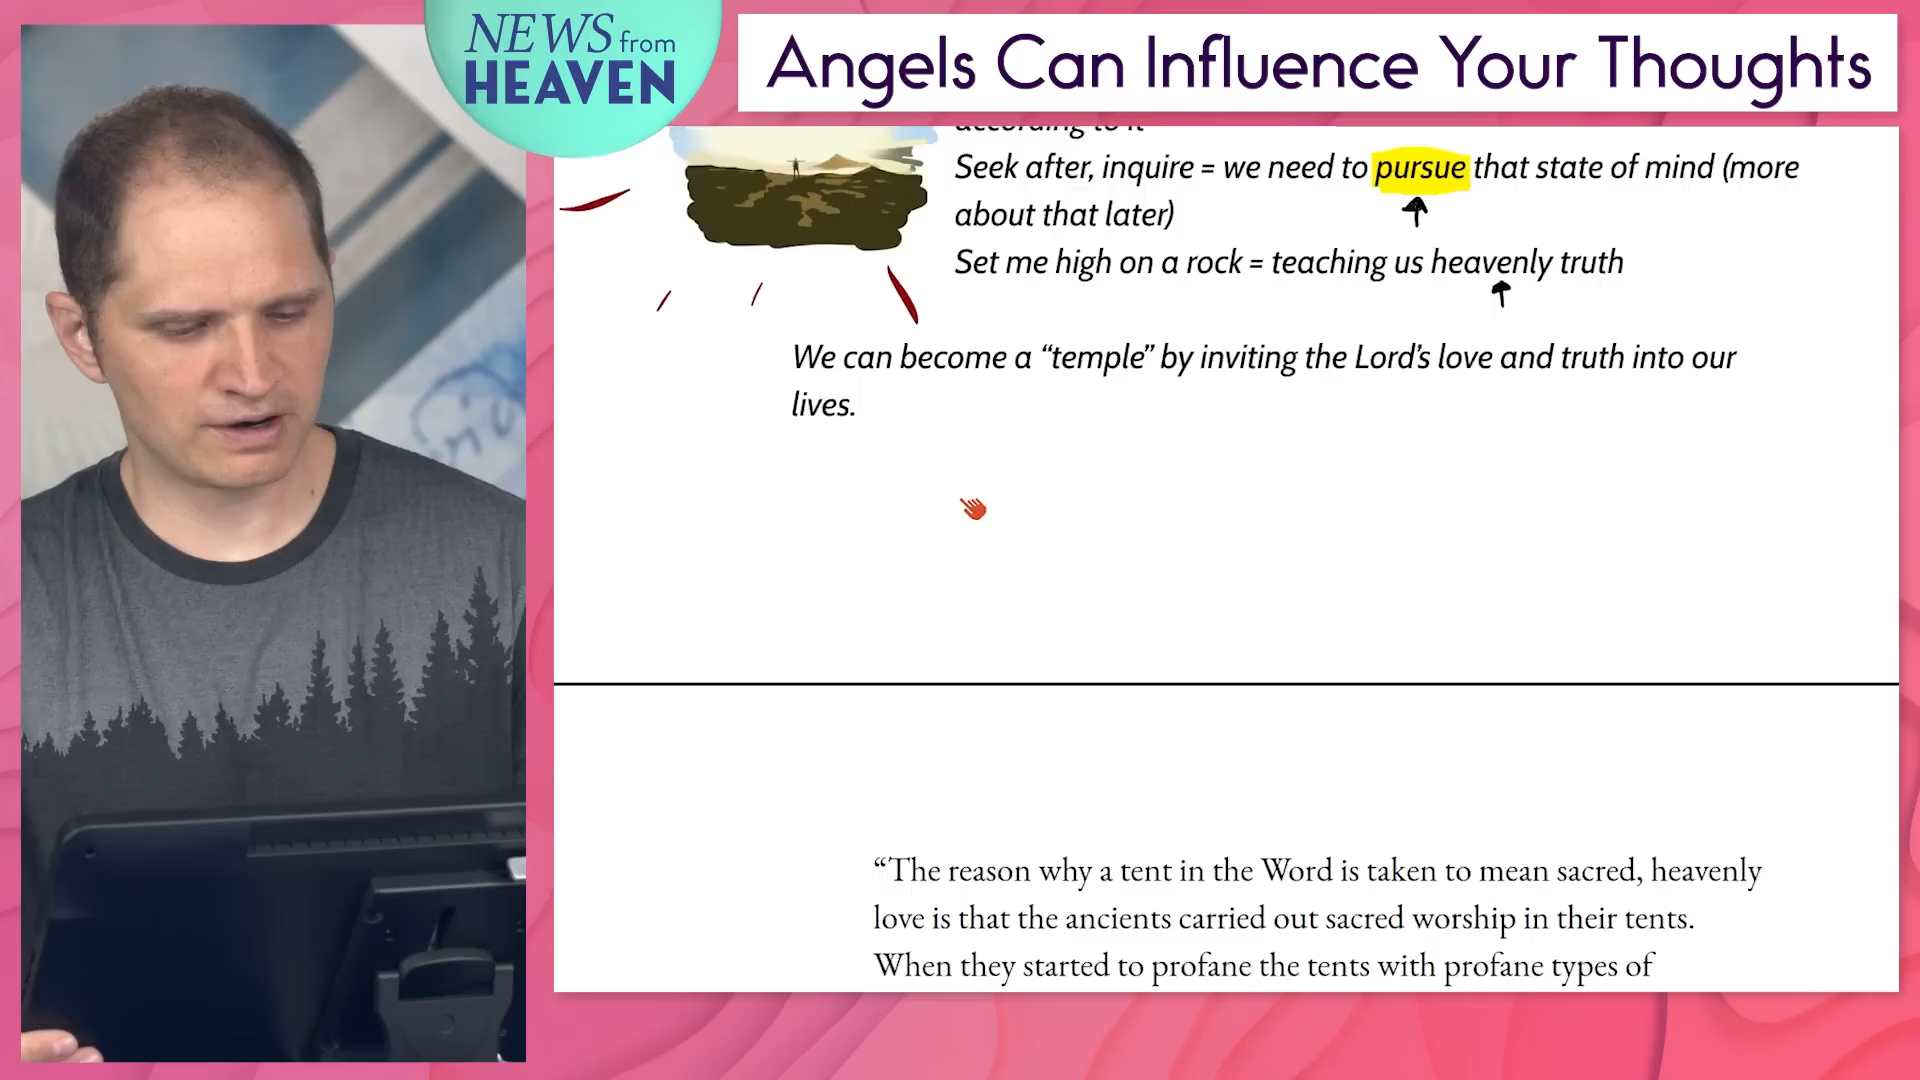 NEWS from
HEAVEN
Angels Can Influence Your Thoughts
according to it
Seek after, inquire = we need to pursue that state of mind (more
about that later)
Set me high on a rock = teaching us heavenly truth
We can become a “temple” by inviting the Lord’s love and truth into our
lives.
“The reason why a tent in the Word is taken to mean sacred, heavenly
love is that the ancients carried out sacred worship in their tents.
When they started to profane the tents with profane types of